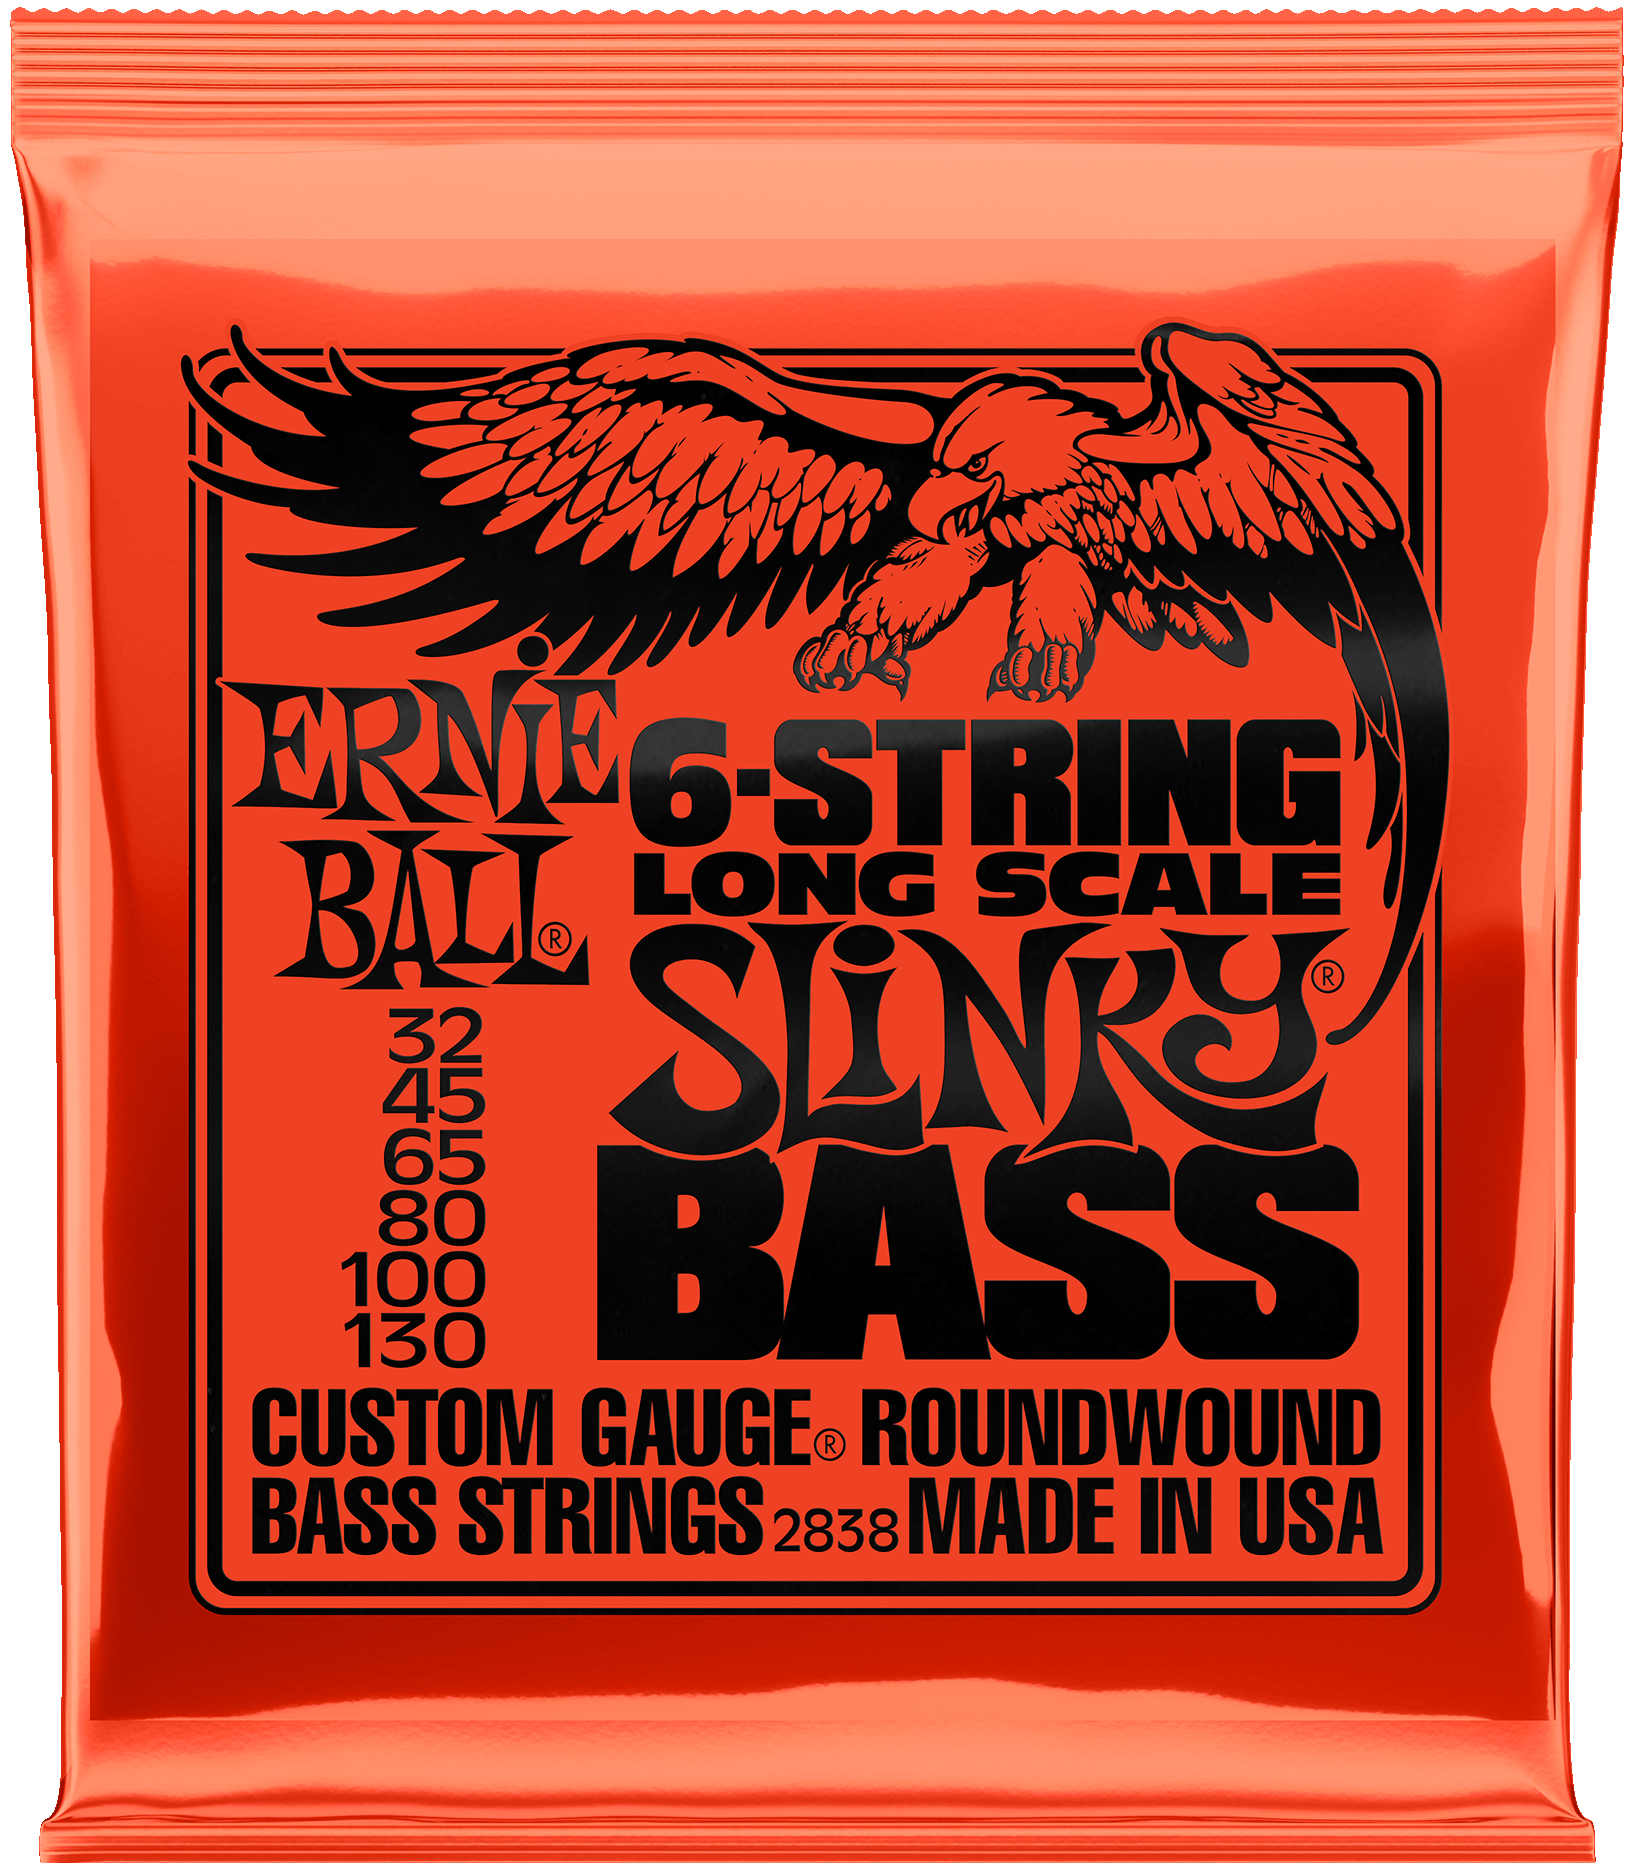 ERNiE
BALL®
6-STRING
LONG SCALE
SLiNKY®
BASS
32
45
65
80
100
130
CUSTOM GAUGE® ROUNDWOUND
BASS STRINGS 2838 MADE IN USA